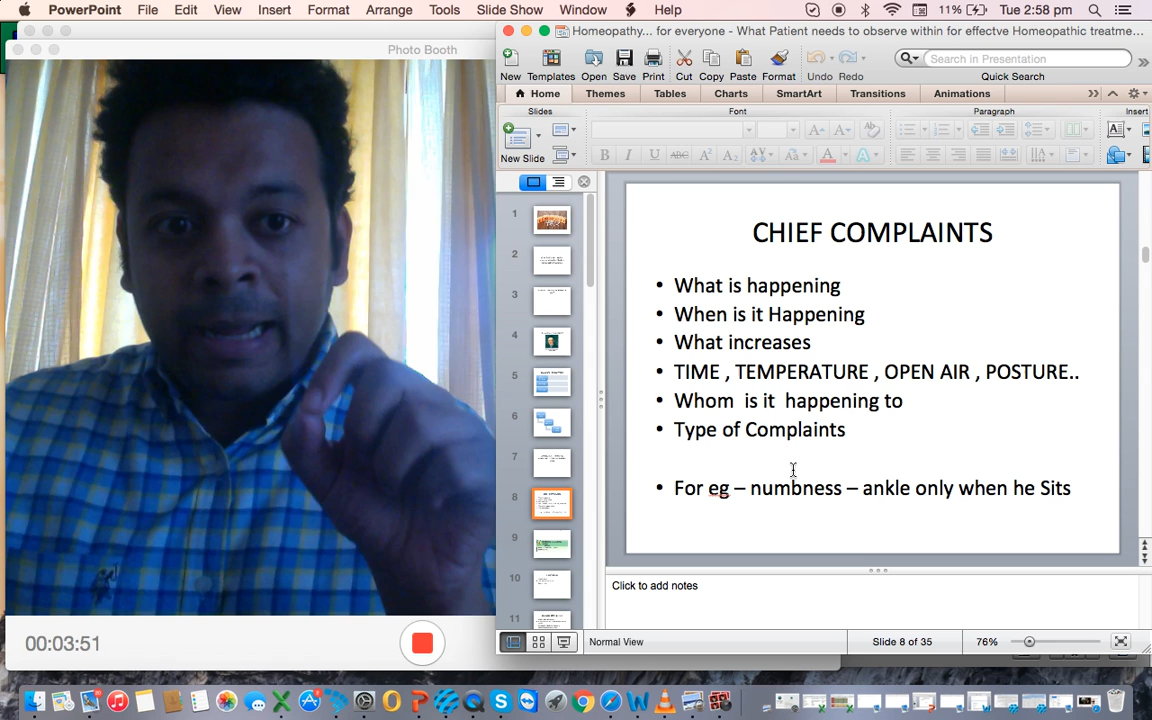 PowerPoint File Edit View Insert Format Arrange Tools Slide Show Window Help 11% Tue 2:58 pm
Photo Booth
Homeopathy... for everyone - What Patient needs to observe within for effectve Homeopathic treatme...
New Templates Open Save Print Cut Copy Paste Format Undo Redo Search in Presentation
Quick Search
Home Themes Tables Charts SmartArt Transitions Animations
Slides Font Paragraph Insert
New Slide
B I U ABC A² A₂ AV Aa A A
1
2
3
4
5
6
7
8
9
10
11
CHIEF COMPLAINTS
• What is happening
• When is it Happening
• What increases
• TIME , TEMPERATURE , OPEN AIR , POSTURE..
• Whom is it happening to
• Type of Complaints
• For eg – numbness – ankle only when he Sits
Click to add notes
00:03:51
Normal View Slide 8 of 35 76%